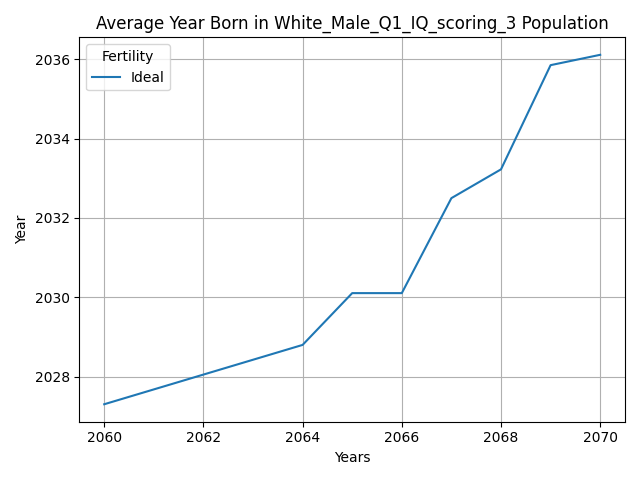 Average Year Born in White_Male_Q1_IQ_scoring_3 Population
Fertility
Ideal
2036
2034
2032
2030
2028
Year
2060 2062 2064 2066 2068 2070
Years